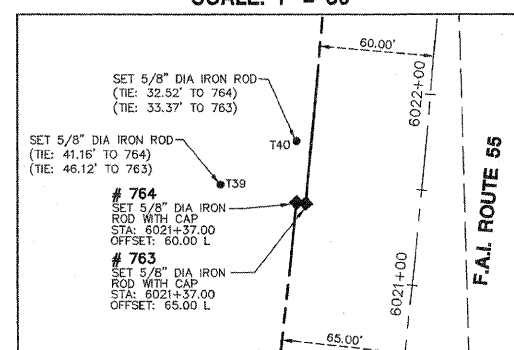 60.00'
SET 5/8" DIA IRON ROD
(TIE: 32.52' TO 764)
(TIE: 33.37' TO 763)
6022+00
T40
SET 5/8" DIA IRON ROD
(TIE: 41.16' TO 764)
(TIE: 46.12' TO 763)
T39
# 764
SET 5/8" DIA IRON
ROD WITH CAP
STA: 6021+37.00
OFFSET: 60.00 L
# 763
SET 5/8" DIA IRON
ROD WITH CAP
STA: 6021+37.00
OFFSET: 65.00 L
F.A.I. ROUTE 55
6021+00
65.00'